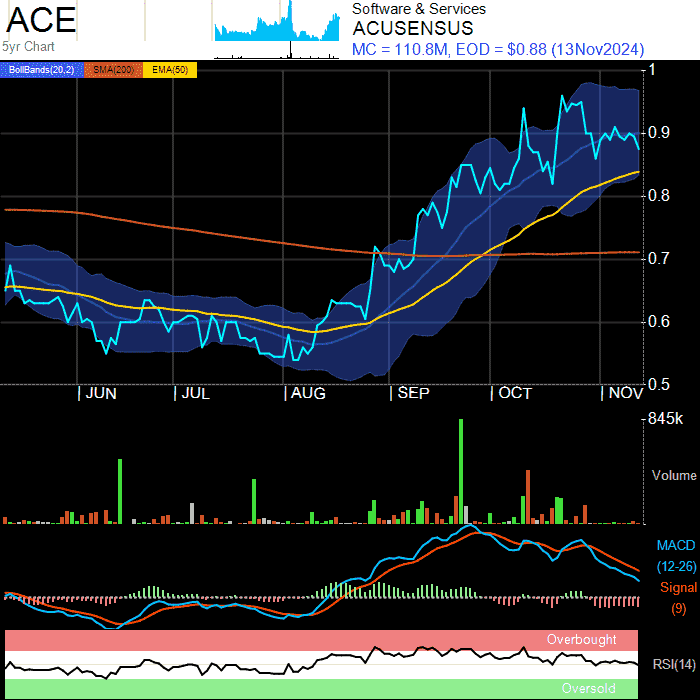 ACE
5yr Chart
Software & Services
ACUSENSUS
MC = 110.8M, EOD = $0.88 (13Nov2024)
BollBands(20,2) SMA(200) EMA(50)
1
0.9
0.8
0.7
0.6
0.5
| JUN | JUL | AUG | SEP | OCT | NOV
845k
Volume
MACD
(12-26)
Signal
(9)
Overbought
RSI(14)
Oversold